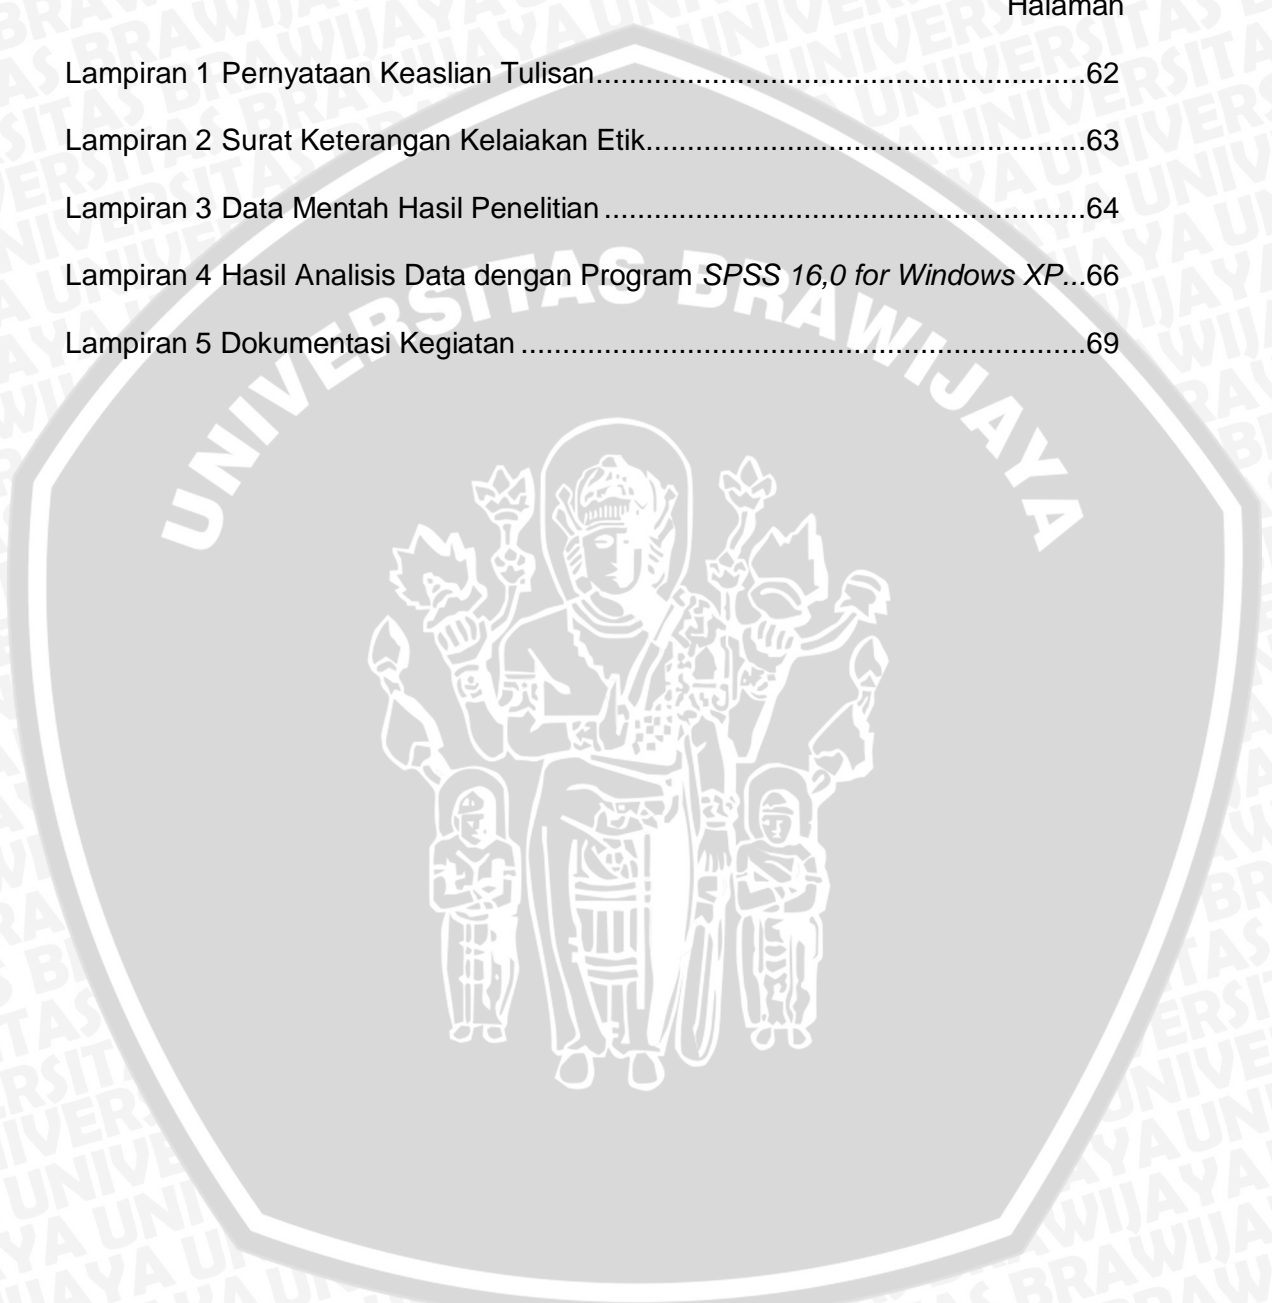 Halaman
Lampiran 1 Pernyataan Keaslian Tulisan...........................................................62
Lampiran 2 Surat Keterangan Kelaiakan Etik.....................................................63
Lampiran 3 Data Mentah Hasil Penelitian ..........................................................64
Lampiran 4 Hasil Analisis Data dengan Program SPSS 16,0 for Windows XP...66
Lampiran 5 Dokumentasi Kegiatan ....................................................................69
UNIVERSITAS BRAWIJAYA